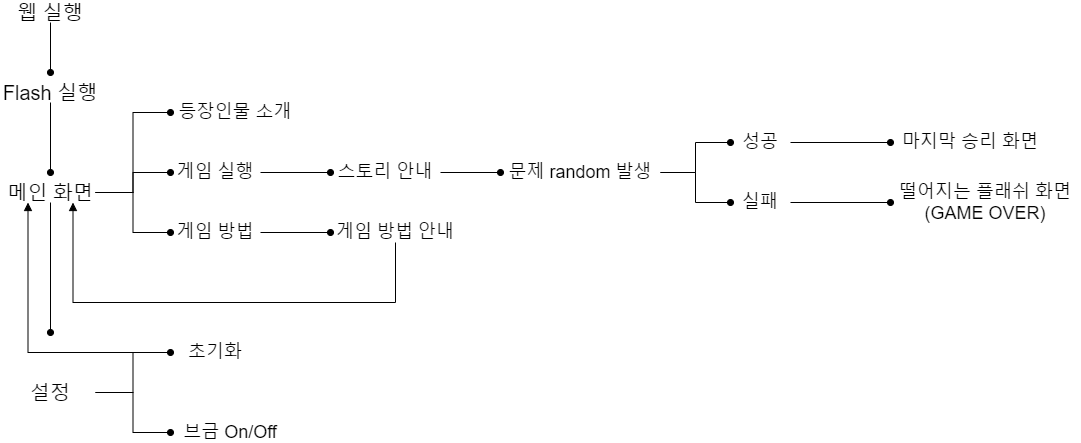 웹 실행
Flash 실행
등장인물 소개
성공
마지막 승리 화면
게임 실행
스토리 안내
문제 random 발생
메인 화면
실패
떨어지는 플래쉬 화면
(GAME OVER)
게임 방법
게임 방법 안내
초기화
설정
브금 On/Off